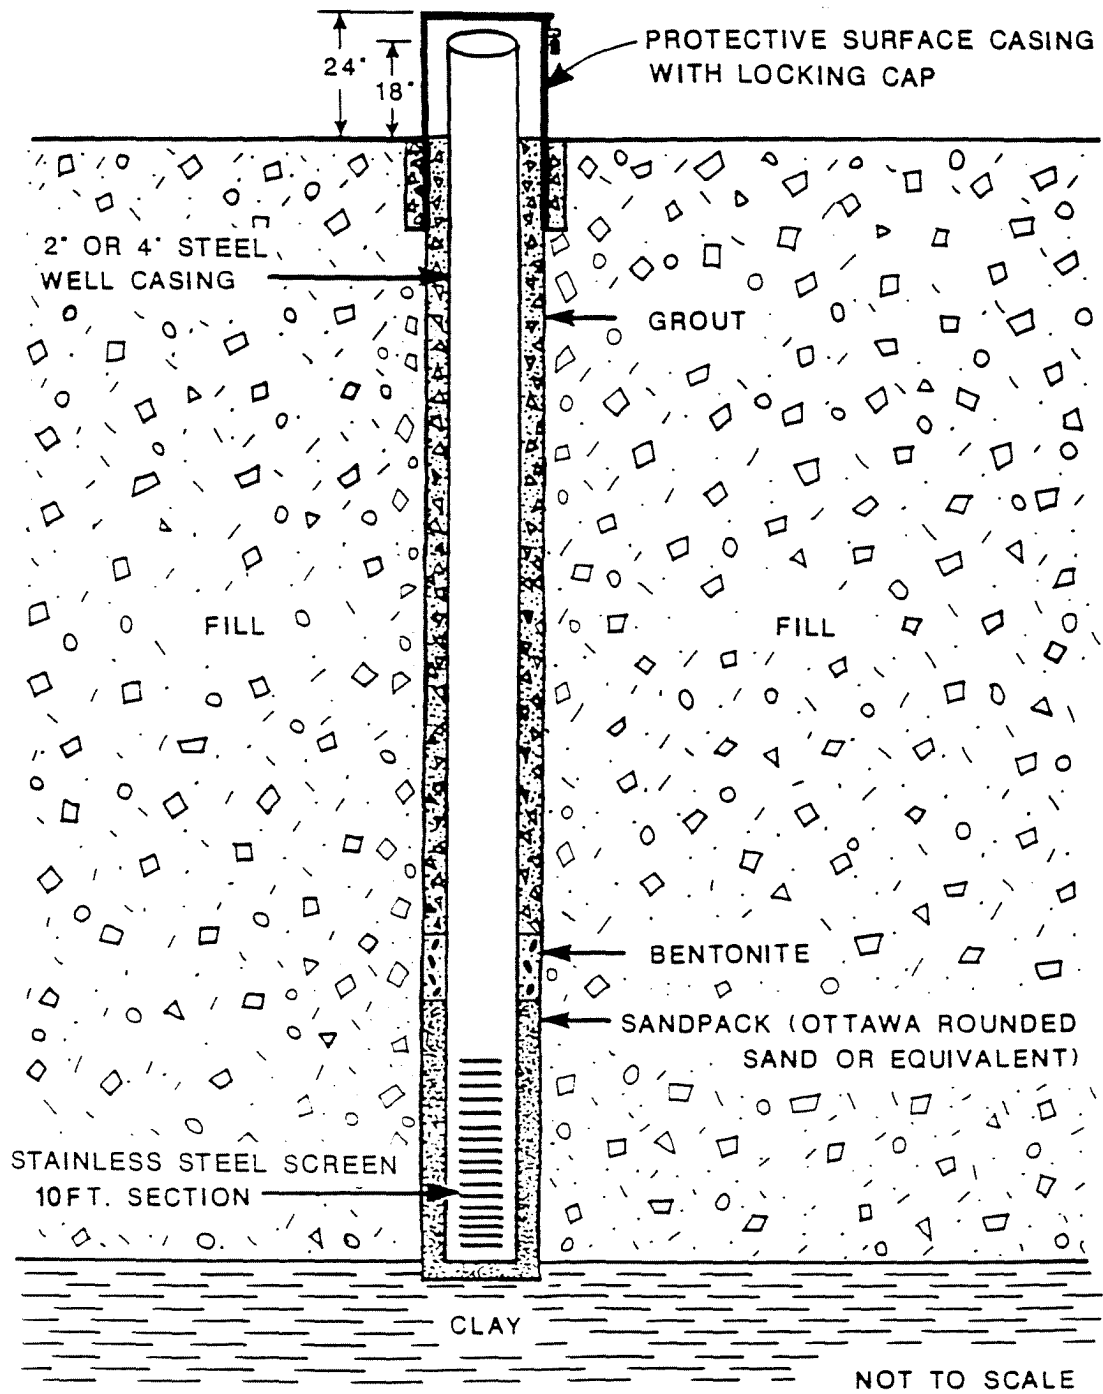 PROTECTIVE SURFACE CASING
WITH LOCKING CAP
24"
18"
2" OR 4" STEEL
WELL CASING
GROUT
FILL
FILL
BENTONITE
SANDPACK (OTTAWA ROUNDED
SAND OR EQUIVALENT)
STAINLESS STEEL SCREEN
10FT. SECTION
CLAY
NOT TO SCALE